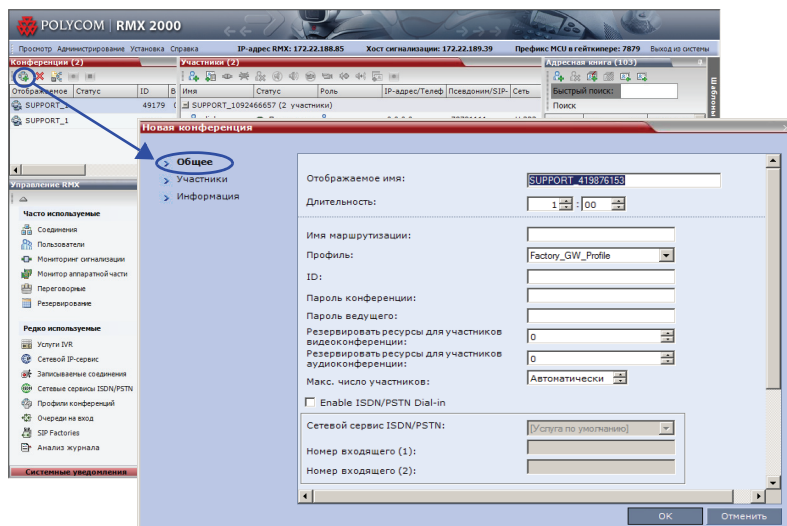 POLYCOM | RMX 2000
Просмотр Администрирование Установка Справка IP-адрес RMX: 172.22.188.85 Хост сигнализации: 172.22.189.39 Префикс MCU в гейткипере: 7879 Выход из системы
Конференции (2)
Отображаемое Статус ID В
SUPPORT_1 49179
SUPPORT_1
Участники (2)
Имя Статус Роль IP-адрес/Телеф Псевдоним/SIP- Сеть
SUPPORT_1092466657 (2 участники)
Адресная книга (103)
Быстрый поиск:
Поиск
Управление RMX
Часто используемые
Соединения
Пользователи
Мониторинг сигнализации
Монитор аппаратной части
Переговорные
Резервирование
Редко используемые
Услуги IVR
Сетевой IP-сервис
Записываемые соединения
Сетевые сервисы ISDN/PSTN
Профили конференций
Очереди на вход
SIP Factories
Анализ журнала
Системные уведомления
Новая конференция
Общее
Участники
Информация
Отображаемое имя: SUPPORT_419876153
Длительность: 1 : 00
Имя маршрутизации:
Профиль: Factory_GW_Profile
ID:
Пароль конференции:
Пароль ведущего:
Резервировать ресурсы для участников
видеоконференции: 0
Резервировать ресурсы для участников
аудиоконференции: 0
Макс. число участников: Автоматически
Enable ISDN/PSTN Dial-in
Сетевой сервис ISDN/PSTN: [Услуга по умолчанию]
Номер входящего (1):
Номер входящего (2):
OK Отменить